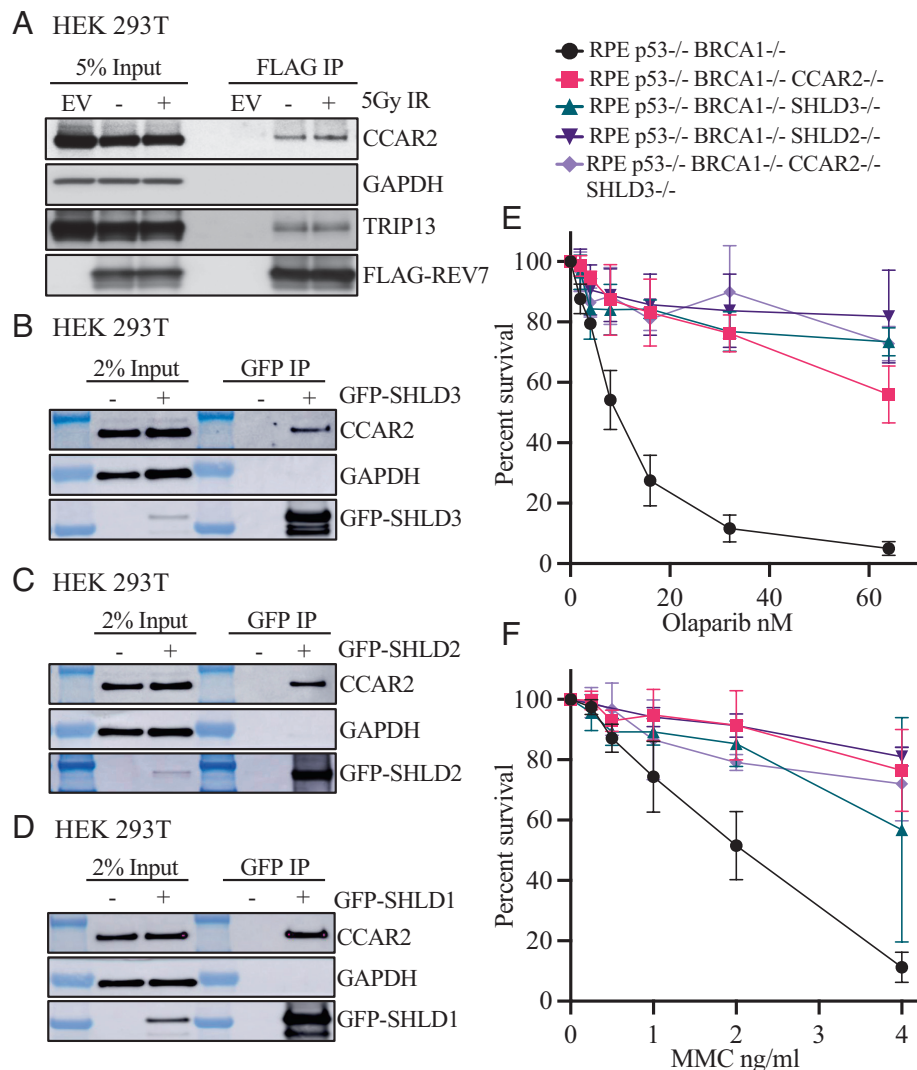 A HEK 293T
5% Input FLAG IP
EV - + EV - + 5Gy IR
CCAR2
GAPDH
TRIP13
FLAG-REV7
B HEK 293T
2% Input GFP IP
- + - + GFP-SHLD3
CCAR2
GAPDH
GFP-SHLD3
C HEK 293T
2% Input GFP IP
- + - + GFP-SHLD2
CCAR2
GAPDH
GFP-SHLD2
D HEK 293T
2% Input GFP IP
- + - + GFP-SHLD1
CCAR2
GAPDH
GFP-SHLD1
RPE p53-/- BRCA1-/-
RPE p53-/- BRCA1-/- CCAR2-/-
RPE p53-/- BRCA1-/- SHLD3-/-
RPE p53-/- BRCA1-/- SHLD2-/-
RPE p53-/- BRCA1-/- CCAR2-/-
SHLD3-/-
E
Percent survival
100
80
60
40
20
0
0 20 40 60
Olaparib nM
F
Percent survival
100
80
60
40
20
0
0 1 2 3 4
MMC ng/ml